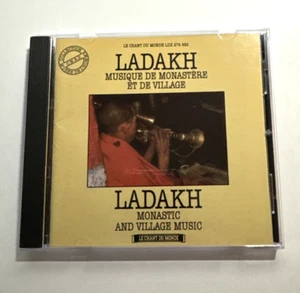 LE CHANT DU MONDE LDX 274 662
LADAKH
MUSIQUE DE MONASTÈRE
ET DE VILLAGE
LADAKH
MONASTIC
AND VILLAGE MUSIC
LE CHANT DU MONDE